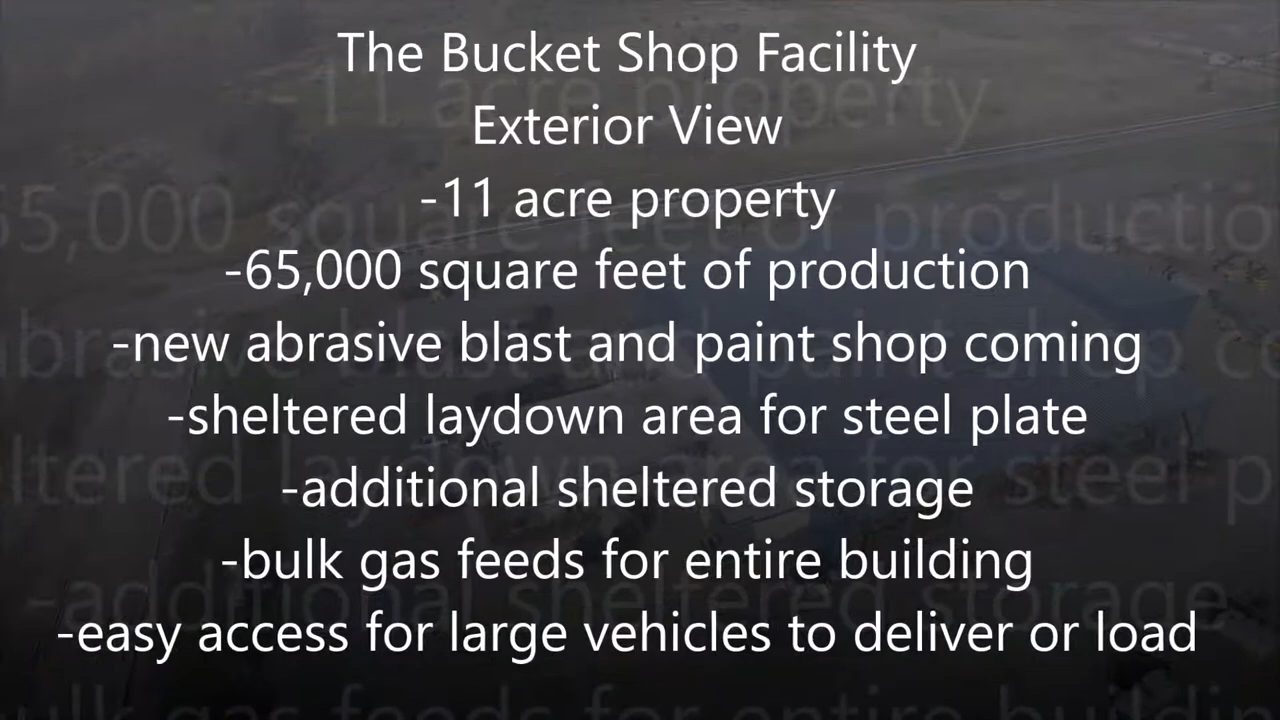 The Bucket Shop Facility
Exterior View
-11 acre property
-65,000 square feet of production
-new abrasive blast and paint shop coming
-sheltered laydown area for steel plate
-additional sheltered storage
-bulk gas feeds for entire building
-easy access for large vehicles to deliver or load